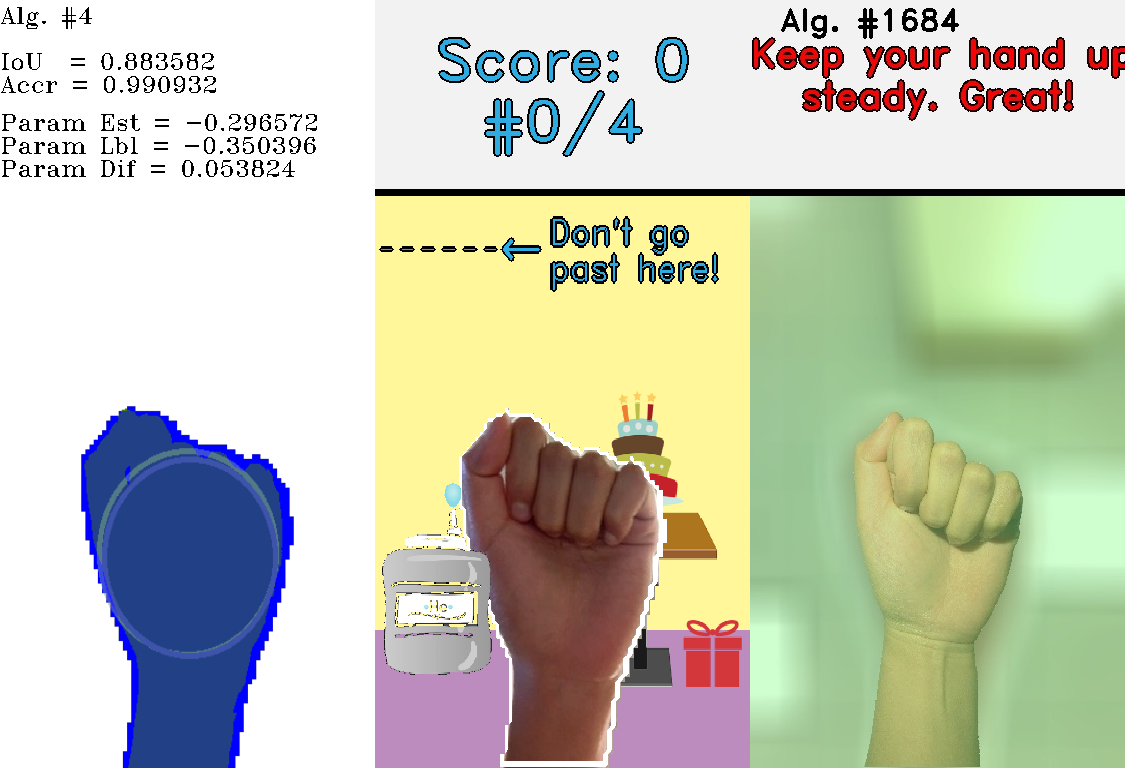 Alg. #4
IoU = 0.883582
Accr = 0.990932
Param Est = −0.296572
Param Lbl = −0.350396
Param Dif = 0.053824
Score: 0
#0/4
Alg. #1684
Keep your hand up
steady. Great!
Don't go
past here!